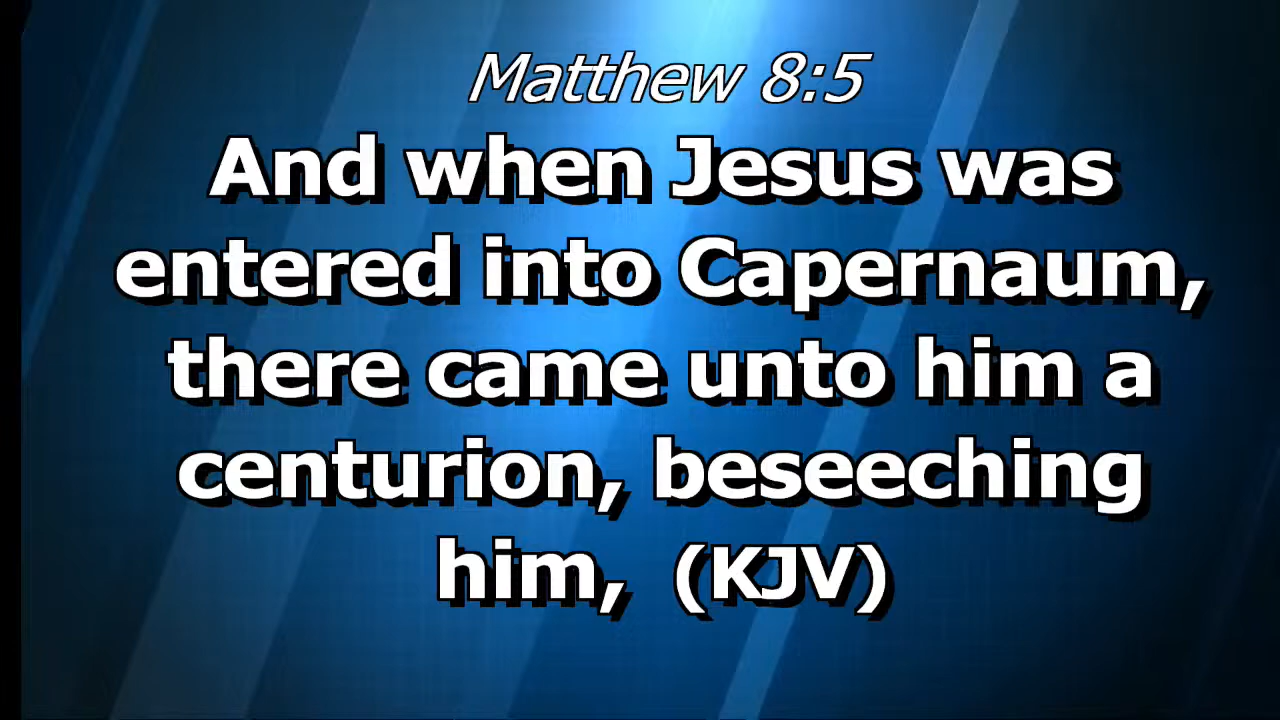 Matthew 8:5
And when Jesus was
entered into Capernaum,
there came unto him a
centurion, beseeching
him,  (KJV)